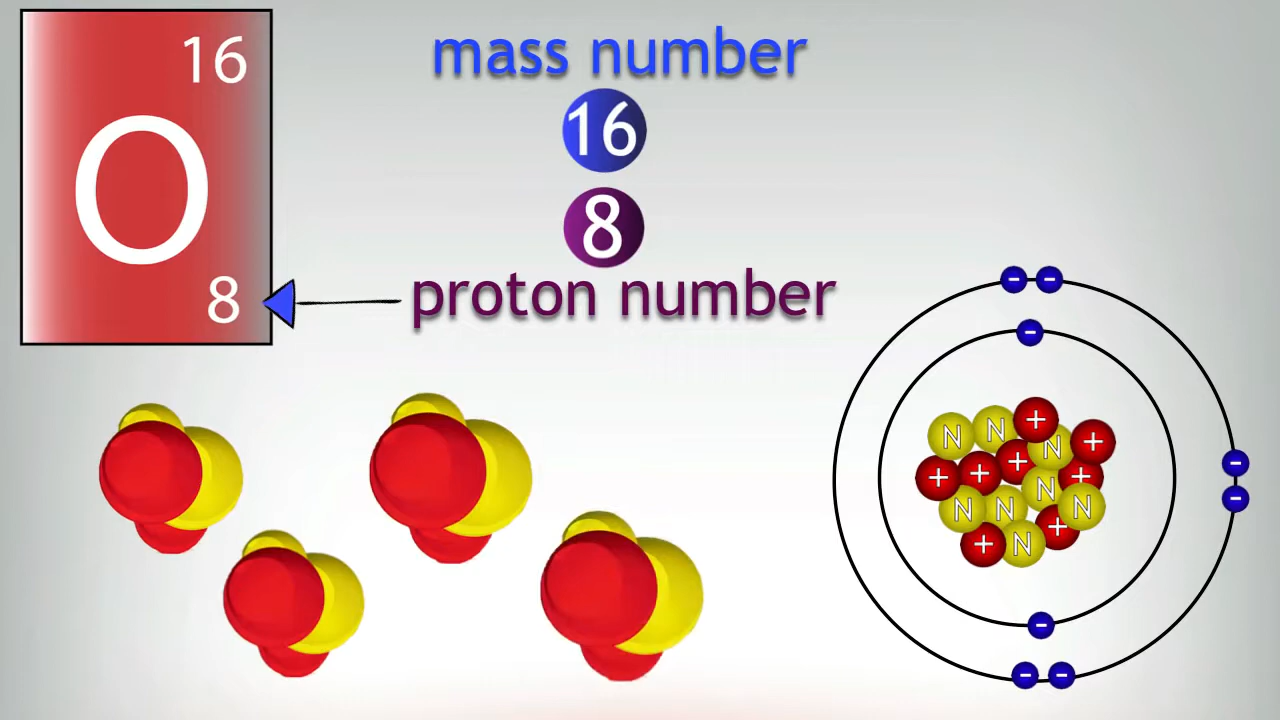 16
O
8
mass number
16
8
proton number
- -
-
N N + N +
+ + + +
N N N N
+ N +
- 
-
-
- -